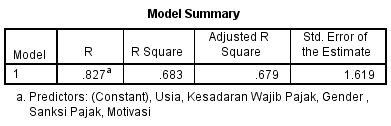 Model Summary
Model R R Square Adjusted R Square Std. Error of the Estimate
1 .827a .683 .679 1.619
a. Predictors: (Constant), Usia, Kesadaran Wajib Pajak, Gender ,
Sanksi Pajak, Motivasi